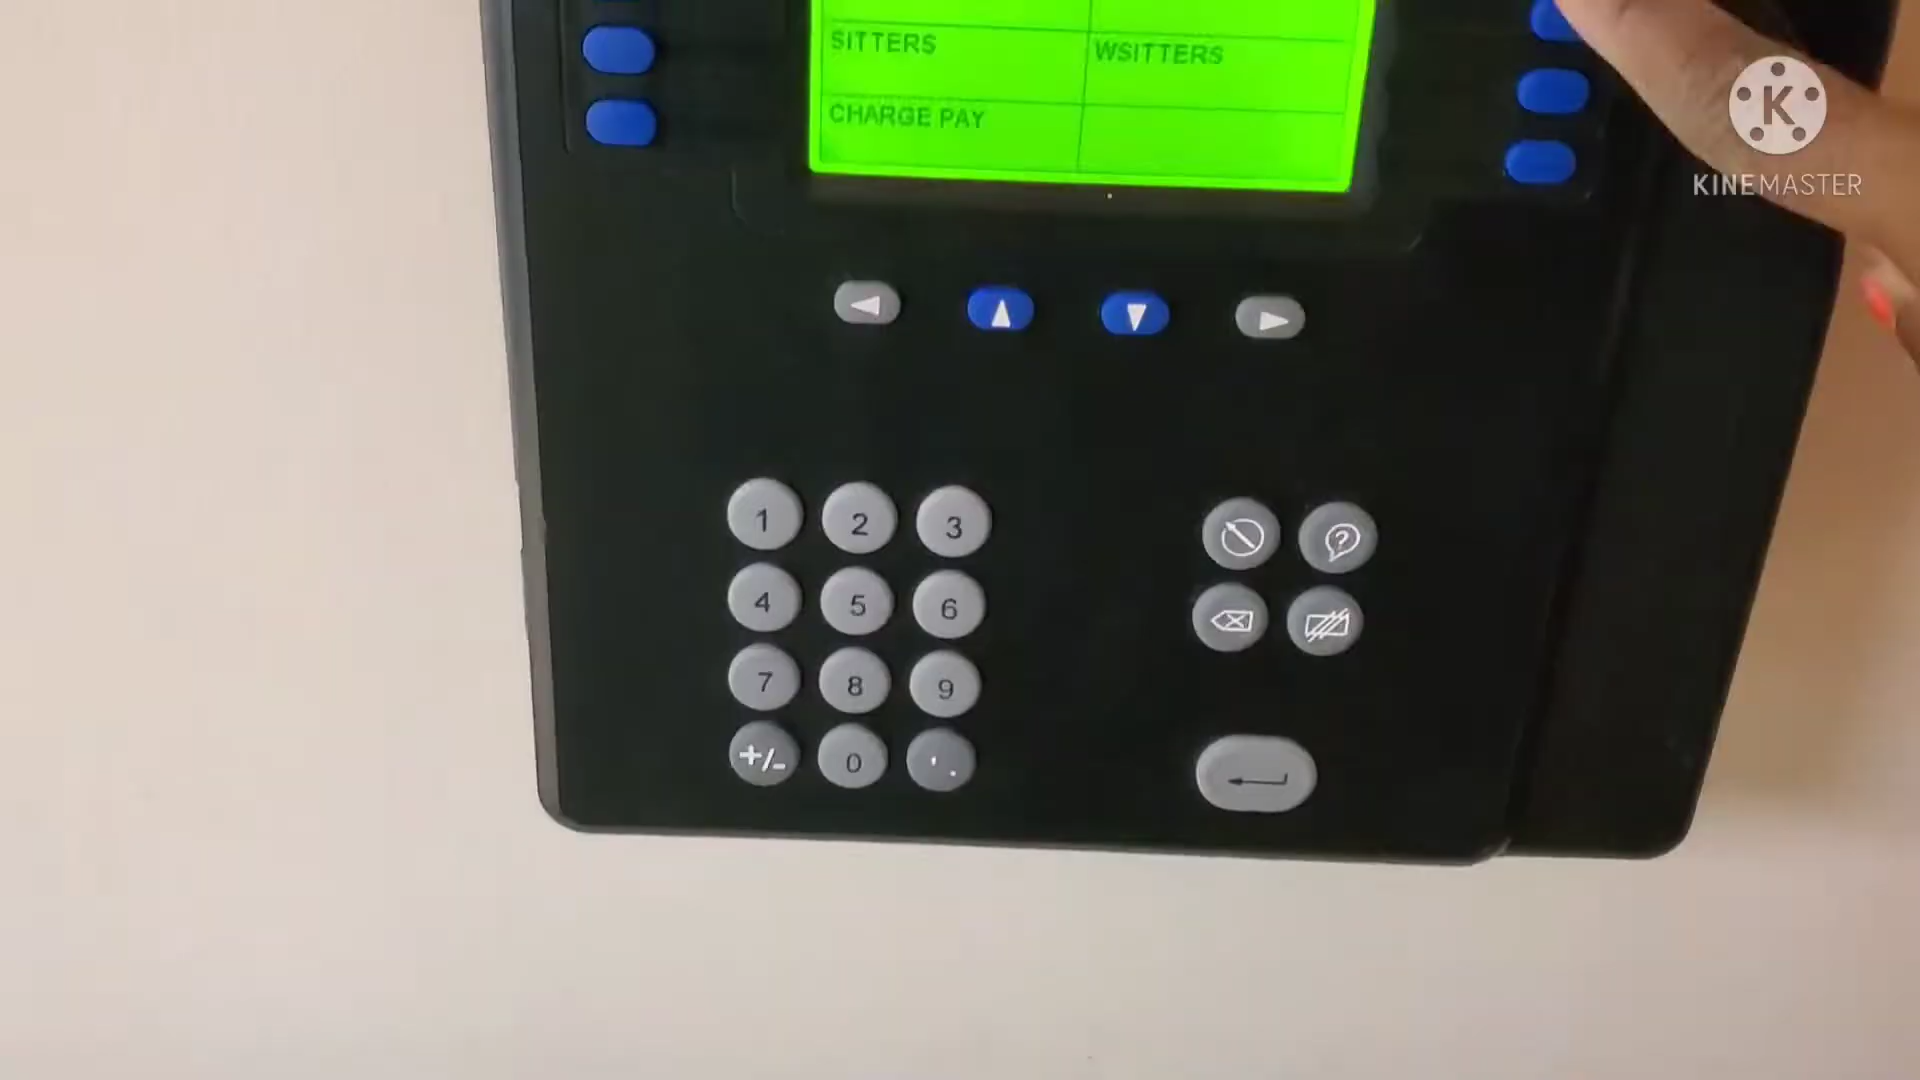 SITTERS
WSITTERS
CHARGE PAY
K
KINEMASTER
1 2 3
?
4 5 6
7 8 9
+/- 0 ' .